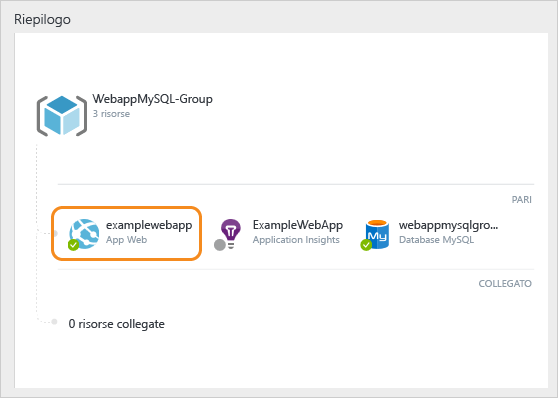 Riepilogo
WebappMySQL-Group
3 risorse
PARI
examplewebapp
App Web
ExampleWebApp
Application Insights
webappmysqlgro...
Database MySQL
My
COLLEGATO
0 risorse collegate